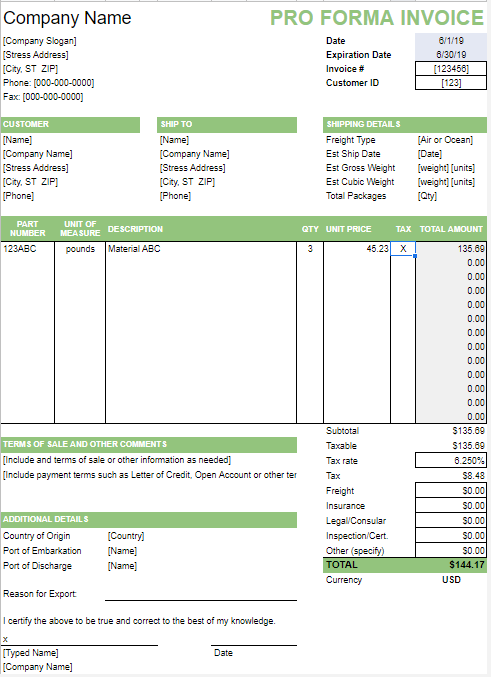 Company Name PRO FORMA INVOICE
[Company Slogan] Date 6/1/19
[Stress Address] Expiration Date 6/30/19
[City, ST ZIP] Invoice # [123456]
Phone: [000-000-0000] Customer ID [123]
Fax: [000-000-0000]
CUSTOMER SHIP TO SHIPPING DETAILS
[Name] [Name] Freight Type [Air or Ocean]
[Company Name] [Company Name] Est Ship Date [Date]
[Stress Address] [Stress Address] Est Gross Weight [weight] [units]
[City, ST ZIP] [City, ST ZIP] Est Cubic Weight [weight] [units]
[Phone] [Phone] Total Packages [Qty]
PART NUMBER UNIT OF MEASURE DESCRIPTION QTY UNIT PRICE TAX TOTAL AMOUNT
123ABC pounds Material ABC 3 45.23 X 135.69
0.00
0.00
0.00
0.00
0.00
0.00
0.00
0.00
0.00
0.00
0.00
0.00
Subtotal $135.69
TERMS OF SALE AND OTHER COMMENTS Taxable $135.69
[Include and terms of sale or other information as needed] Tax rate 6.250%
[Include payment terms such as Letter of Credit, Open Account or other ter Tax $8.48
Freight $0.00
Insurance $0.00
ADDITIONAL DETAILS Legal/Consular $0.00
Country of Origin [Country] Inspection/Cert. $0.00
Port of Embarkation [Name] Other (specify) $0.00
Port of Discharge [Name] TOTAL $144.17
Currency USD
Reason for Export:
I certify the above to be true and correct to the best of my knowledge.
x
[Typed Name] Date
[Company Name]